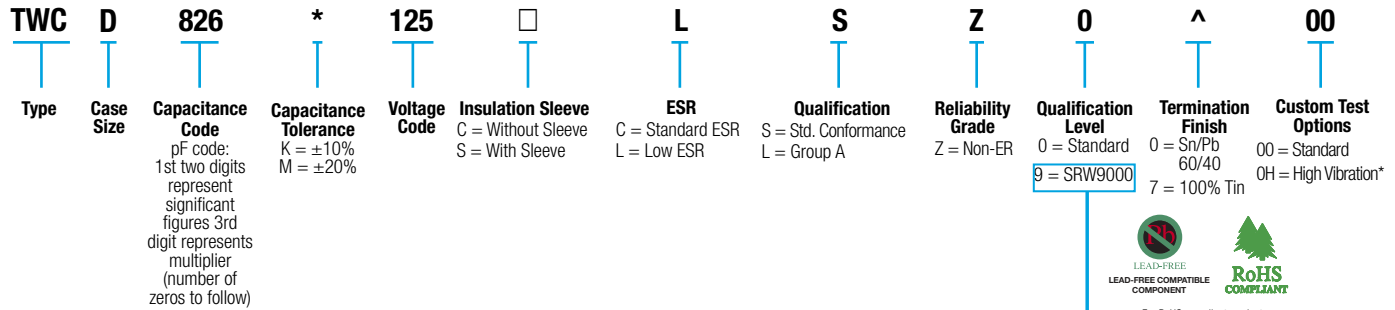 TWC D 826 * 125 □ L S Z 0 ^ 00
Type
Case
Size
Capacitance
Code
pF code:
1st two digits
represent
significant
figures 3rd
digit represents
multiplier
(number of
zeros to follow)
Capacitance
Tolerance
K = ±10%
M = ±20%
Voltage
Code
Insulation Sleeve
C = Without Sleeve
S = With Sleeve
ESR
C = Standard ESR
L = Low ESR
Qualification
S = Std. Conformance
L = Group A
Reliability
Grade
Z = Non-ER
Qualification
Level
0 = Standard
9 = SRW9000
Termination
Finish
0 = Sn/Pb
60/40
7 = 100% Tin
Custom Test
Options
00 = Standard
0H = High Vibration*
Pb
LEAD-FREE
LEAD-FREE COMPATIBLE
COMPONENT
RoHS
COMPLIANT